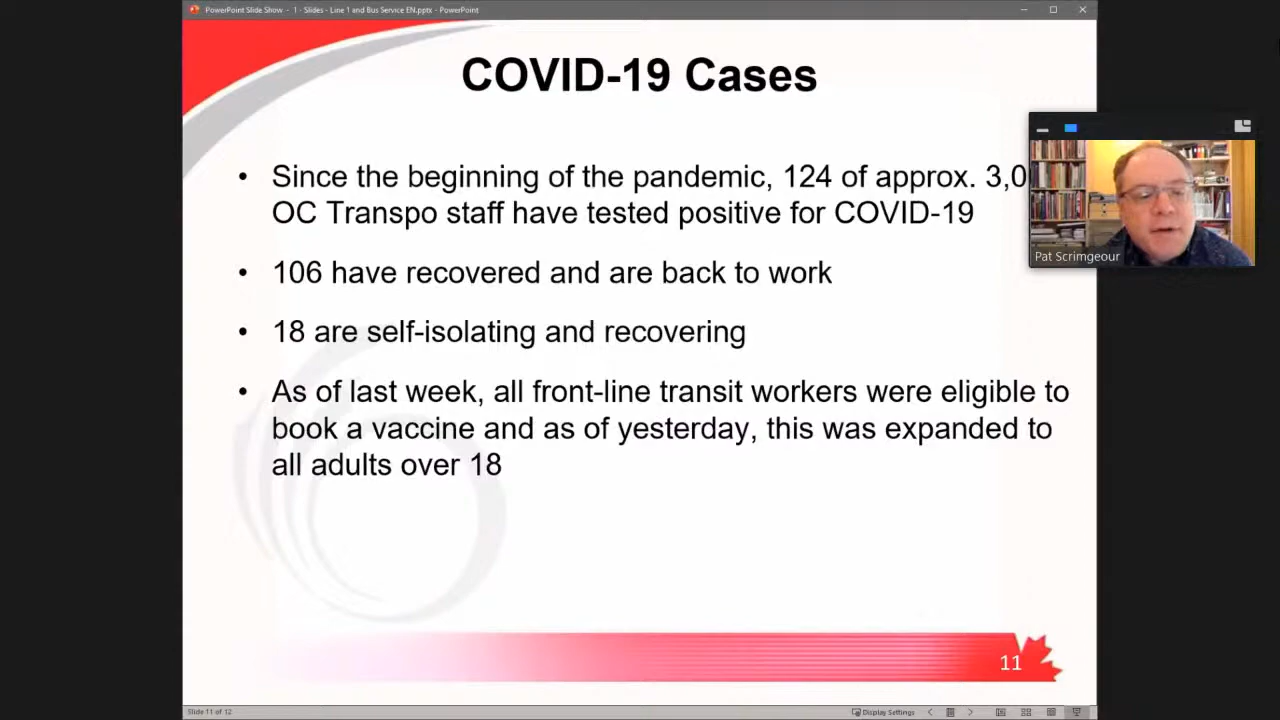 PowerPoint Slide Show - 1 - Slides - Line 1 and Bus Service EN.pptx - PowerPoint
COVID-19 Cases
• Since the beginning of the pandemic, 124 of approx. 3,0
OC Transpo staff have tested positive for COVID-19
• 106 have recovered and are back to work
• 18 are self-isolating and recovering
• As of last week, all front-line transit workers were eligible to
book a vaccine and as of yesterday, this was expanded to
all adults over 18
Pat Scrimgeour
11
Slide 11 of 12
Display Settings